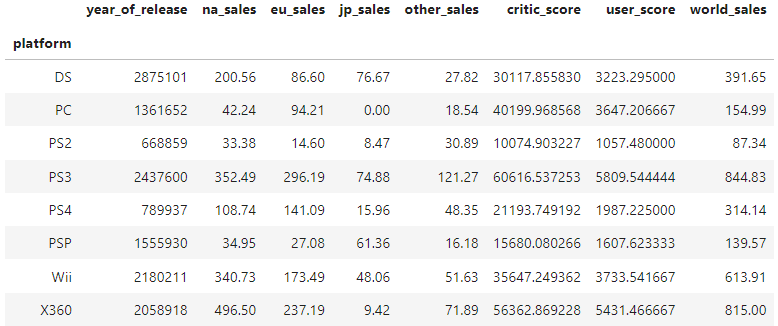 year_of_release na_sales eu_sales jp_sales other_sales critic_score user_score world_sales
platform
DS 2875101 200.56 86.60 76.67 27.82 30117.855830 3223.295000 391.65
PC 1361652 42.24 94.21 0.00 18.54 40199.968568 3647.206667 154.99
PS2 668859 33.38 14.60 8.47 30.89 10074.903227 1057.480000 87.34
PS3 2437600 352.49 296.19 74.88 121.27 60616.537253 5809.544444 844.83
PS4 789937 108.74 141.09 15.96 48.35 21193.749192 1987.225000 314.14
PSP 1555930 34.95 27.08 61.36 16.18 15680.080266 1607.623333 139.57
Wii 2180211 340.73 173.49 48.06 51.63 35647.249362 3733.541667 613.91
X360 2058918 496.50 237.19 9.42 71.89 56362.869228 5431.466667 815.00